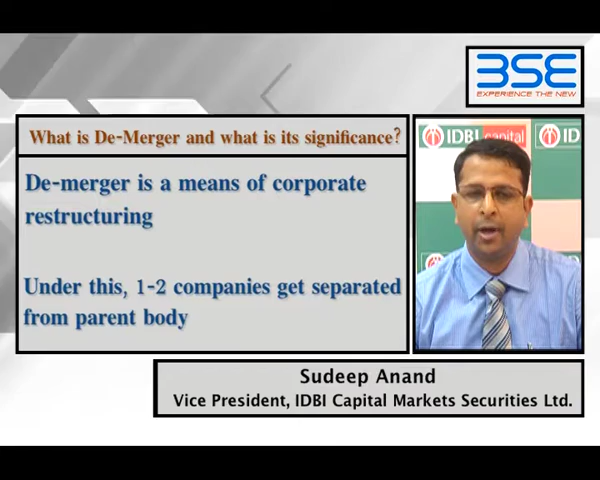 BSE
EXPERIENCE THE NEW
What is De-Merger and what is its significance?
De-merger is a means of corporate
restructuring
Under this, 1-2 companies get separated
from parent body
IDBI capital
ID
Sudeep Anand
Vice President, IDBI Capital Markets Securities Ltd.